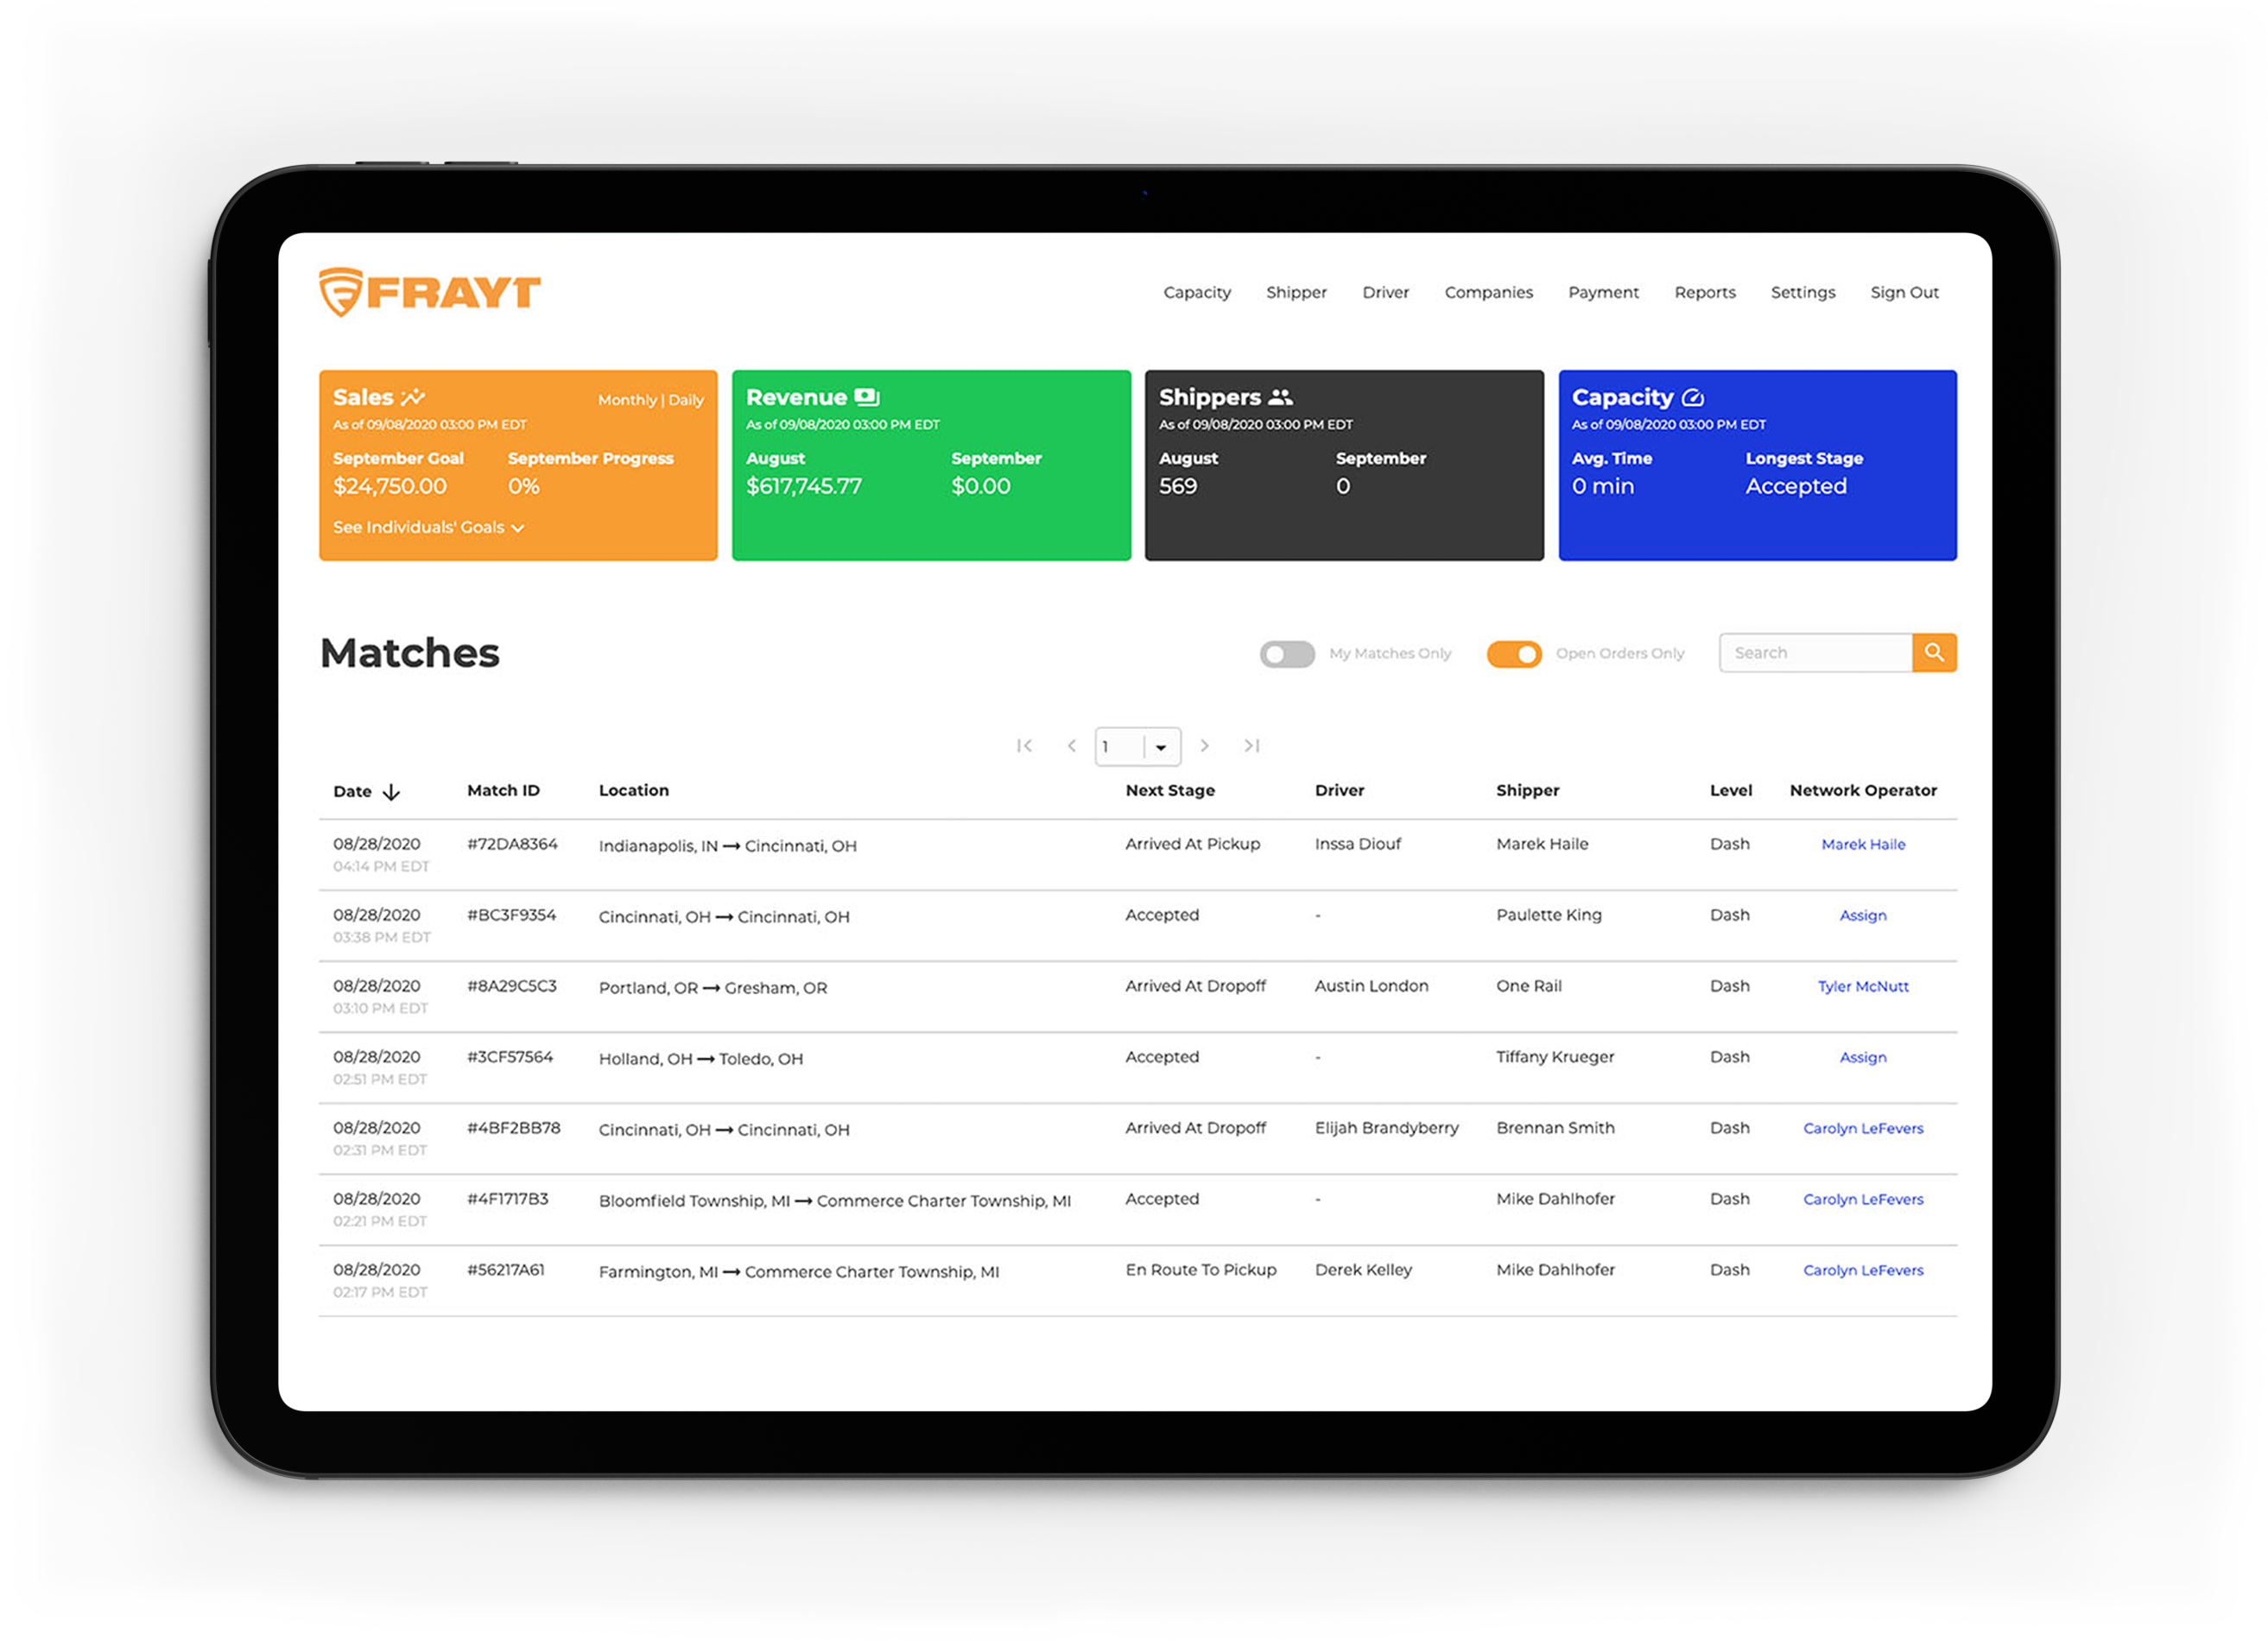 FRAYT
Capacity Shipper Driver Companies Payment Reports Settings Sign Out
Sales Monthly | Daily
As of 09/08/2020 03:00 PM EDT
September Goal September Progress
$24,750.00 0%
See Individuals' Goals
Revenue
As of 09/08/2020 03:00 PM EDT
August September
$617,745.77 $0.00
Shippers
As of 09/08/2020 03:00 PM EDT
August September
569 0
Capacity
As of 09/08/2020 03:00 PM EDT
Avg. Time Longest Stage
0 min Accepted
Matches My Matches Only Open Orders Only Search
1
Date ↓ Match ID Location Next Stage Driver Shipper Level Network Operator
08/28/2020 #72DA8364 Indianapolis, IN → Cincinnati, OH Arrived At Pickup Inssa Diouf Marek Haile Dash Marek Haile
04:14 PM EDT
08/28/2020 #BC3F9354 Cincinnati, OH → Cincinnati, OH Accepted - Paulette King Dash Assign
03:38 PM EDT
08/28/2020 #8A29C5C3 Portland, OR → Gresham, OR Arrived At Dropoff Austin London One Rail Dash Tyler McNutt
03:10 PM EDT
08/28/2020 #3CF57564 Holland, OH → Toledo, OH Accepted - Tiffany Krueger Dash Assign
02:51 PM EDT
08/28/2020 #4BF2BB78 Cincinnati, OH → Cincinnati, OH Arrived At Dropoff Elijah Brandyberry Brennan Smith Dash Carolyn LeFevers
02:31 PM EDT
08/28/2020 #4F1717B3 Bloomfield Township, MI → Commerce Charter Township, MI Accepted - Mike Dahlhofer Dash Carolyn LeFevers
02:21 PM EDT
08/28/2020 #56217A61 Farmington, MI → Commerce Charter Township, MI En Route To Pickup Derek Kelley Mike Dahlhofer Dash Carolyn LeFevers
02:17 PM EDT